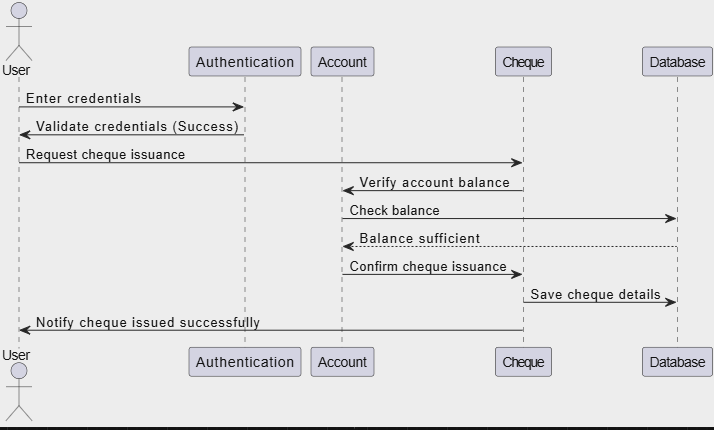 User
Authentication
Account
Cheque
Database
Enter credentials
Validate credentials (Success)
Request cheque issuance
Verify account balance
Check balance
Balance sufficient
Confirm cheque issuance
Save cheque details
Notify cheque issued successfully
User
Authentication
Account
Cheque
Database